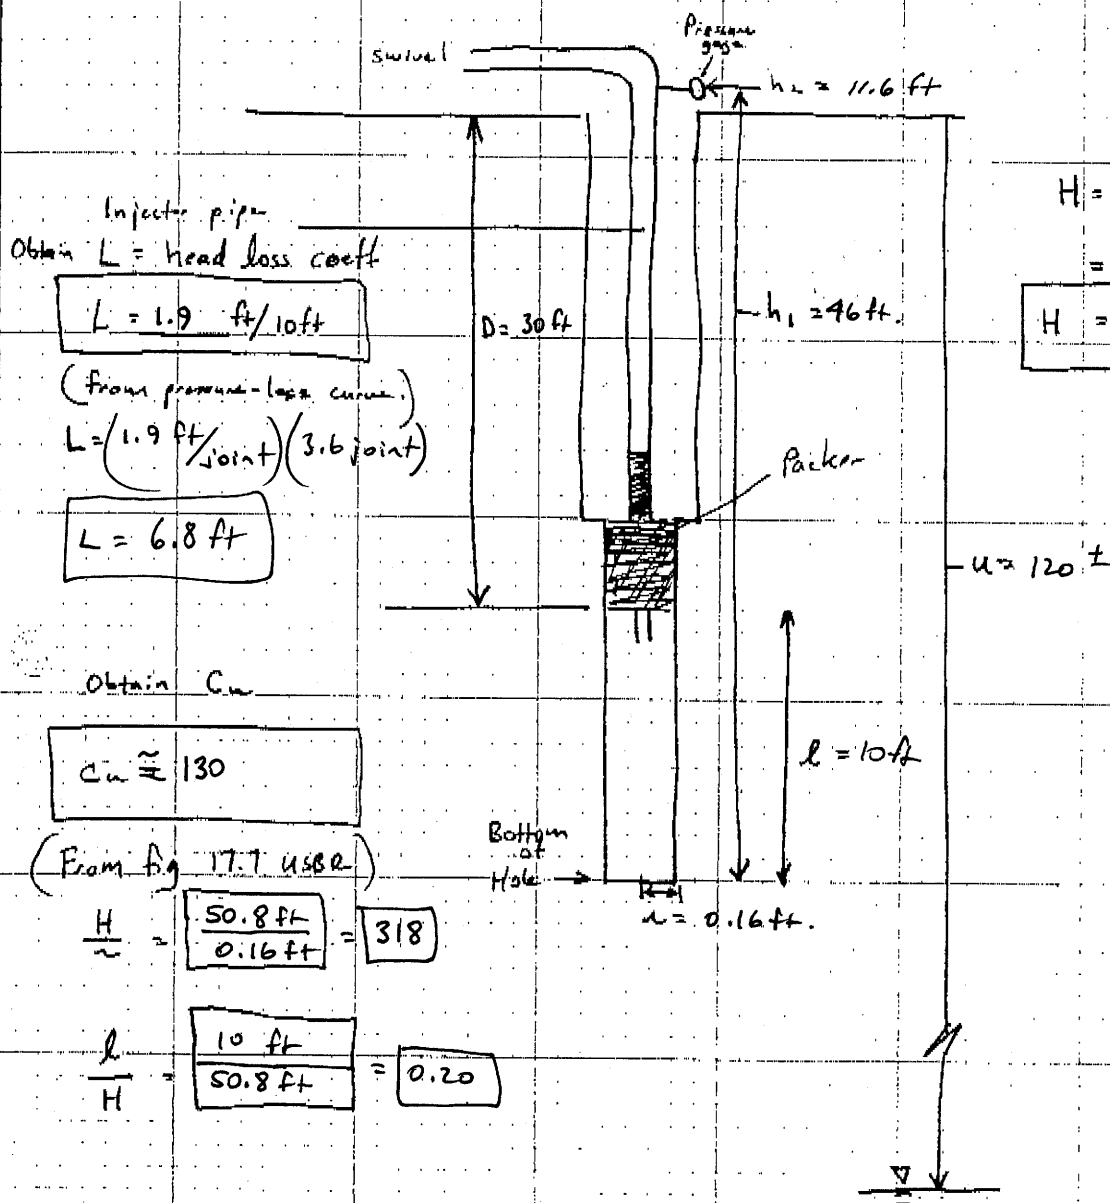 Pressure
gage
swivel
h₂ = 11.6 ft
H =
Injector pipe
Obtain L = head loss coeff
=
L = 1.9 ft/10ft
D = 30 ft
h₁ = 46 ft.
H =
(from pressure-loss curve.)
L = (1.9 ft/joint)(3.6 joint)
Packer
L = 6.8 ft
u = 120 ±
Obtain Cu
l = 10 ft
Cu ≅ 130
Bottom
of
Hole
(From fig 17.7 USBR)
r = 0.16 ft.
H/r = 50.8 ft/0.16 ft = 318
l/H = 10 ft/50.8 ft = 0.20